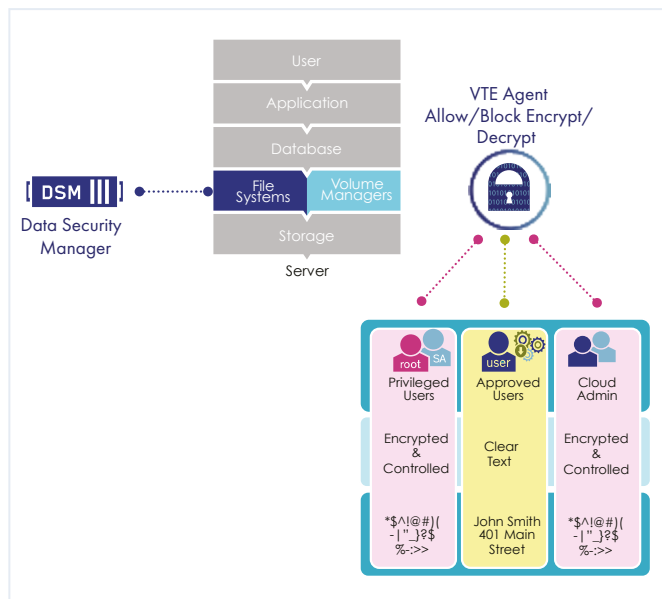 User
Application
Database
File
Systems
Volume
Managers
Storage
Server
DSM
Data Security
Manager
VTE Agent
Allow/Block Encrypt/
Decrypt
root
SA
Privileged
Users
Encrypted
&
Controlled
*$^!@#)(
-|"_}?$
%-:>>
user
Approved
Users
Clear
Text
John Smith
401 Main
Street
Cloud
Admin
Encrypted
&
Controlled
*$^!@#)(
-|"_}?$
%-:>>